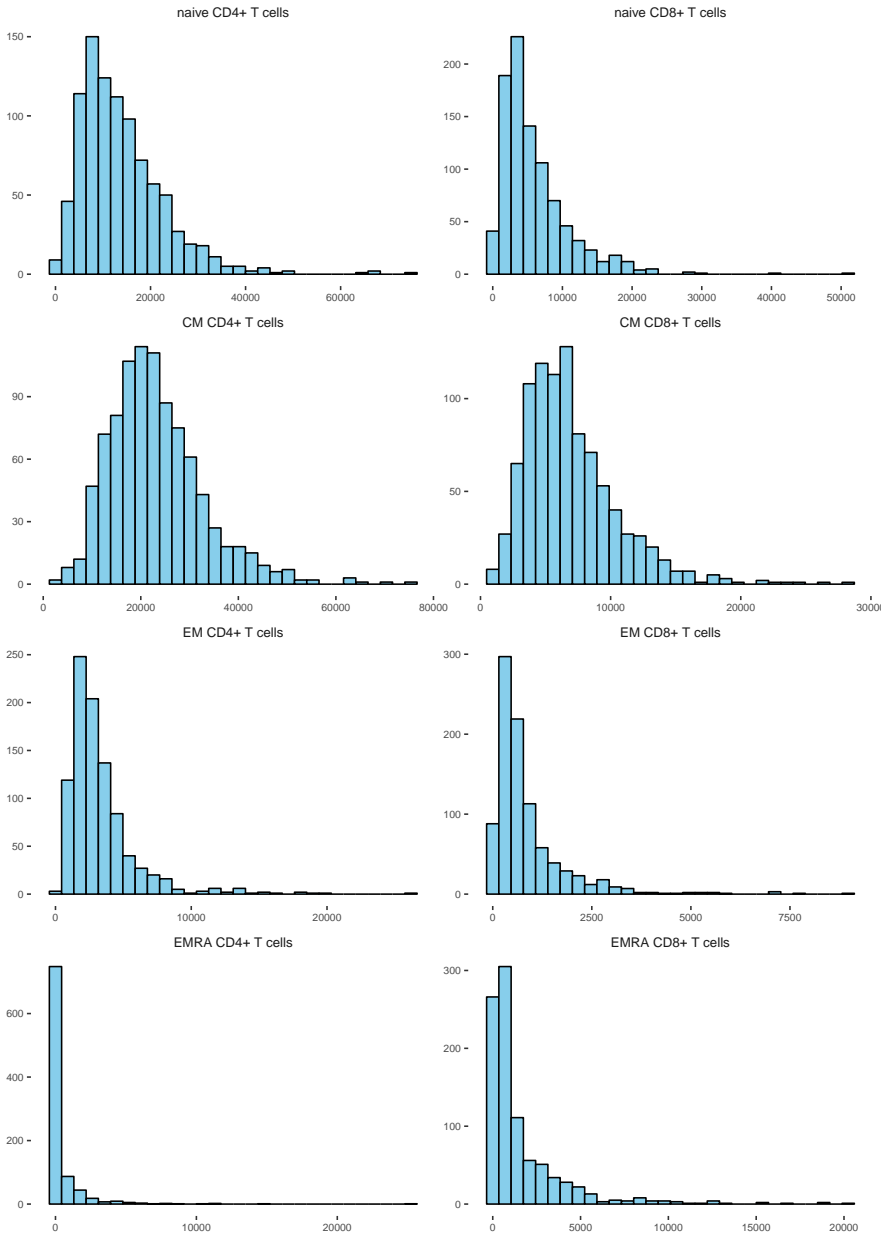 naive CD4+ T cells
150
100
50
0
0 20000 40000 60000
naive CD8+ T cells
200
150
100
50
0
0 10000 20000 30000 40000 50000
CM CD4+ T cells
90
60
30
0
0 20000 40000 60000 80000
CM CD8+ T cells
100
50
0
0 10000 20000 30000
EM CD4+ T cells
250
200
150
100
50
0
0 10000 20000
EM CD8+ T cells
300
200
100
0
0 2500 5000 7500
EMRA CD4+ T cells
600
400
200
0
0 10000 20000
EMRA CD8+ T cells
300
200
100
0
0 5000 10000 15000 20000